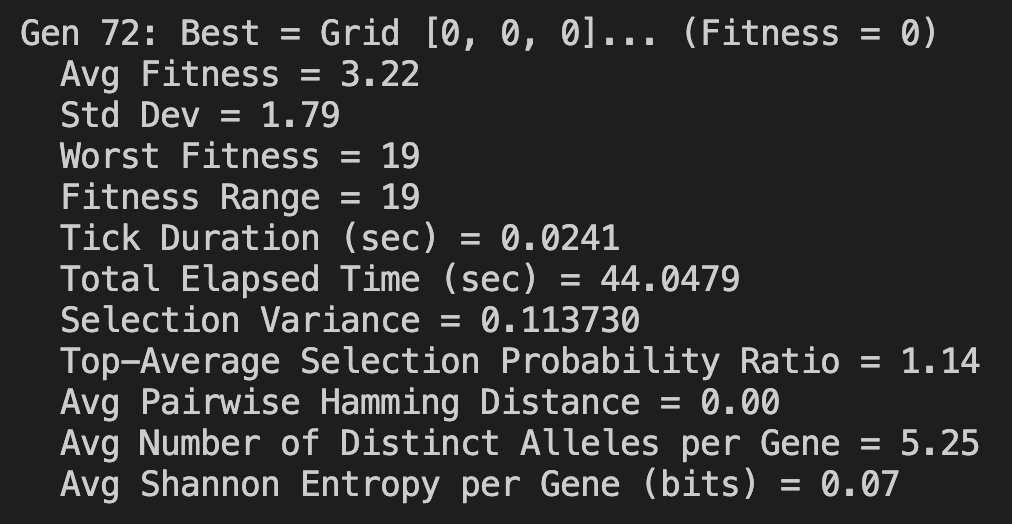 Gen 72: Best = Grid [0, 0, 0]... (Fitness = 0)
Avg Fitness = 3.22
Std Dev = 1.79
Worst Fitness = 19
Fitness Range = 19
Tick Duration (sec) = 0.0241
Total Elapsed Time (sec) = 44.0479
Selection Variance = 0.113730
Top-Average Selection Probability Ratio = 1.14
Avg Pairwise Hamming Distance = 0.00
Avg Number of Distinct Alleles per Gene = 5.25
Avg Shannon Entropy per Gene (bits) = 0.07